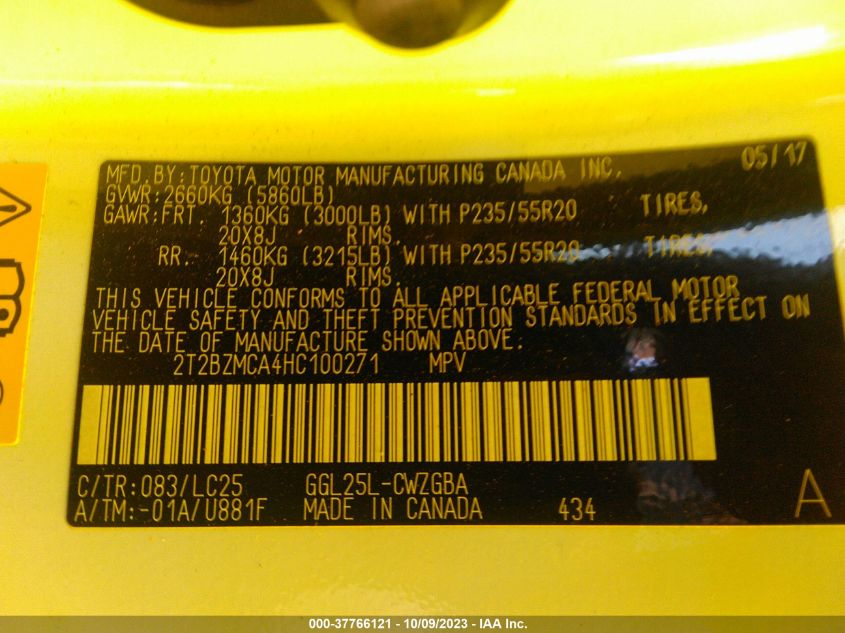 MFD. BY: TOYOTA MOTOR MANUFACTURING CANADA INC. 05/17
GVWR: 2660KG (5860LB)
GAWR: FRT. 1360KG (3000LB) WITH P235/55R20 TIRES,
20X8J RIMS.
RR. 1460KG (3215LB) WITH P235/55R20 TIRES,
20X8J RIMS.
THIS VEHICLE CONFORMS TO ALL APPLICABLE FEDERAL MOTOR
VEHICLE SAFETY AND THEFT PREVENTION STANDARDS IN EFFECT ON
THE DATE OF MANUFACTURE SHOWN ABOVE.
2T2BZMCA4HC100271 MPV
C/TR: 083/LC25 GGL25L-CWZGBA
A/TM: -01A/U881F MADE IN CANADA 434 A
000-37766121 - 10/09/2023 - IAA Inc.